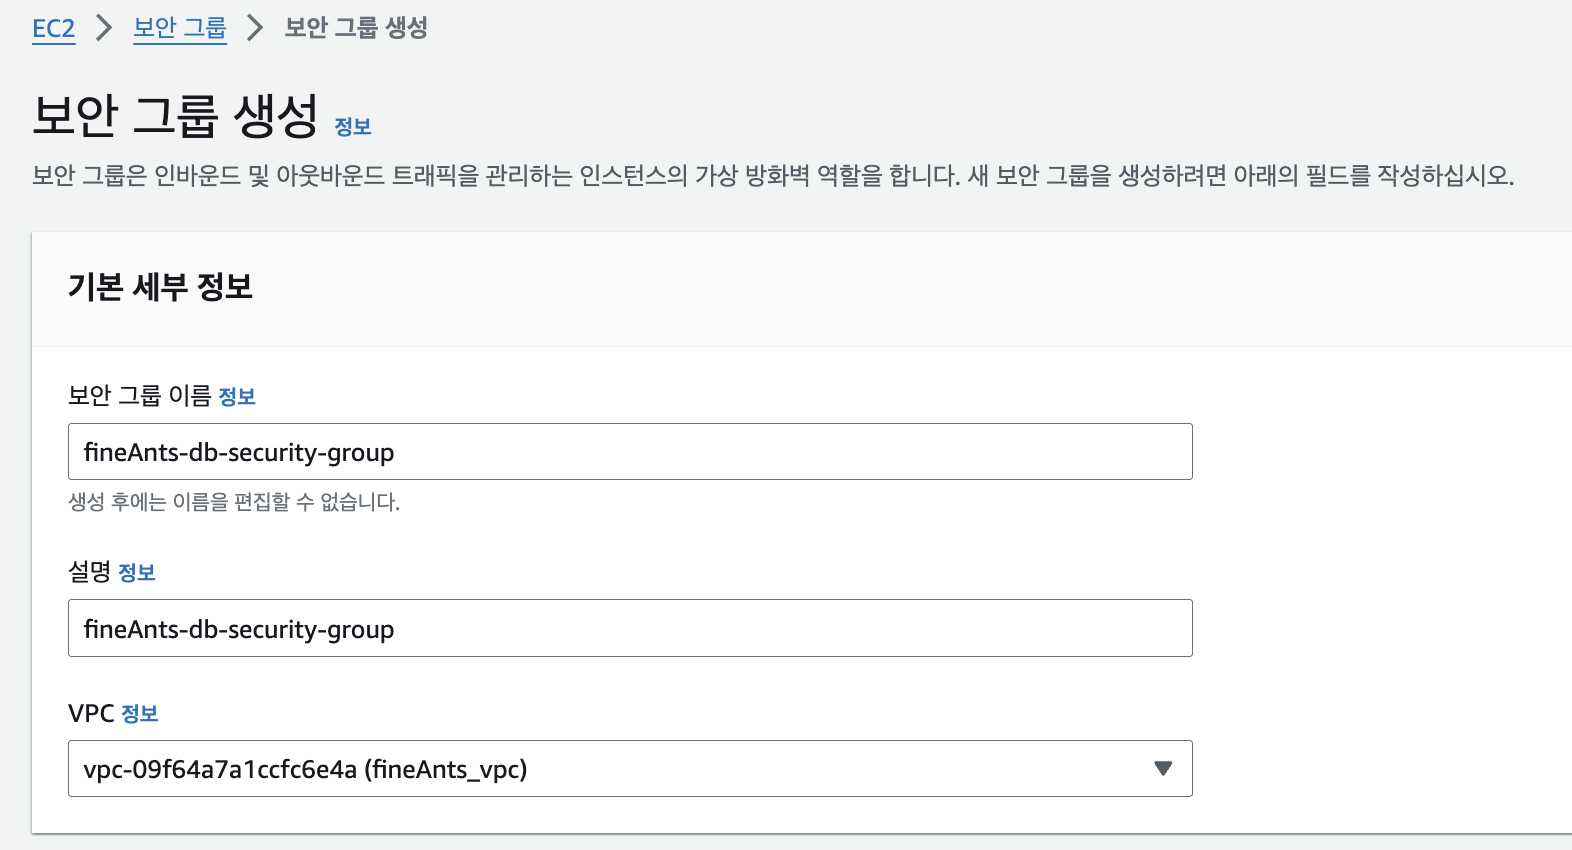 EC2 > 보안 그룹 > 보안 그룹 생성
보안 그룹 생성 정보
보안 그룹은 인바운드 및 아웃바운드 트래픽을 관리하는 인스턴스의 가상 방화벽 역할을 합니다. 새 보안 그룹을 생성하려면 아래의 필드를 작성하십시오.
기본 세부 정보
보안 그룹 이름 정보
fineAnts-db-security-group
생성 후에는 이름을 편집할 수 없습니다.
설명 정보
fineAnts-db-security-group
VPC 정보
vpc-09f64a7a1ccfc6e4a (fineAnts_vpc)